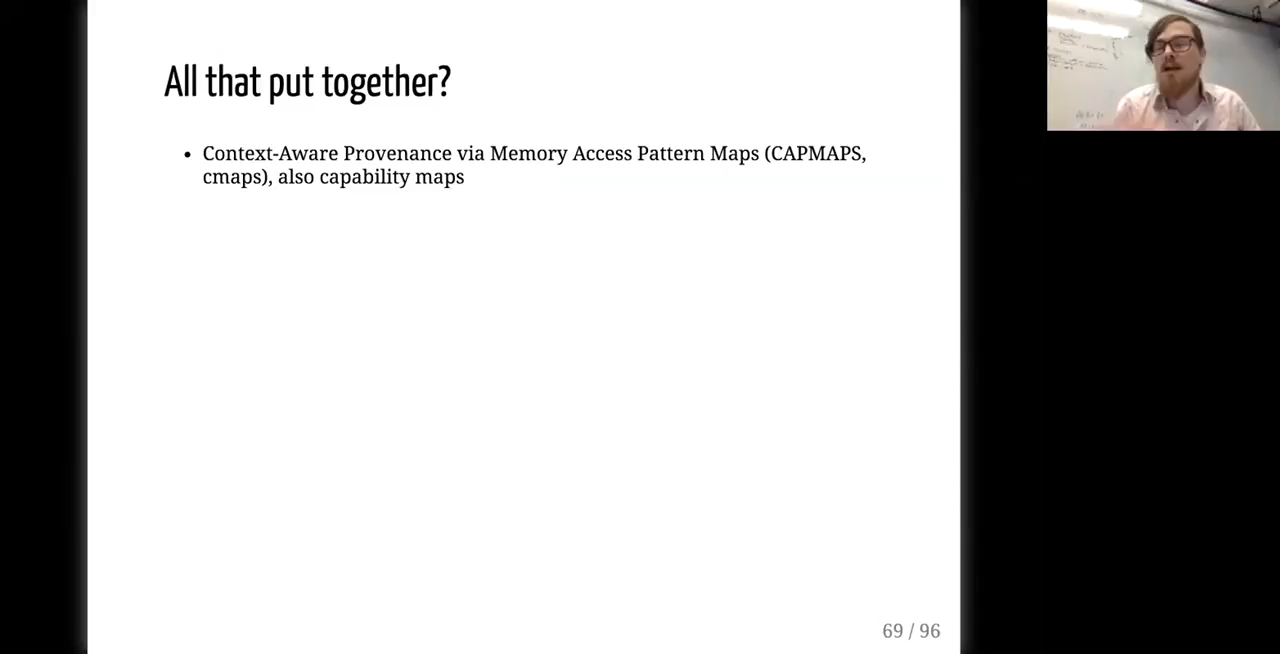 All that put together?
• Context-Aware Provenance via Memory Access Pattern Maps (CAPMAPS,
cmaps), also capability maps
69 / 96